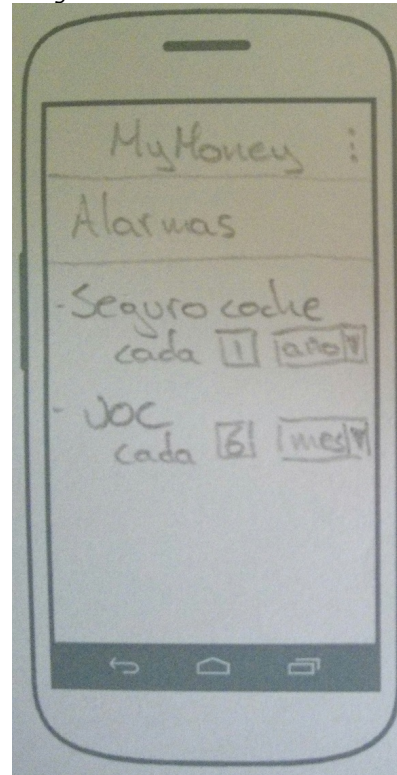 MyMoney
Alarmas
- Seguro coche
cada 1 año
- UOC
cada 6 mes